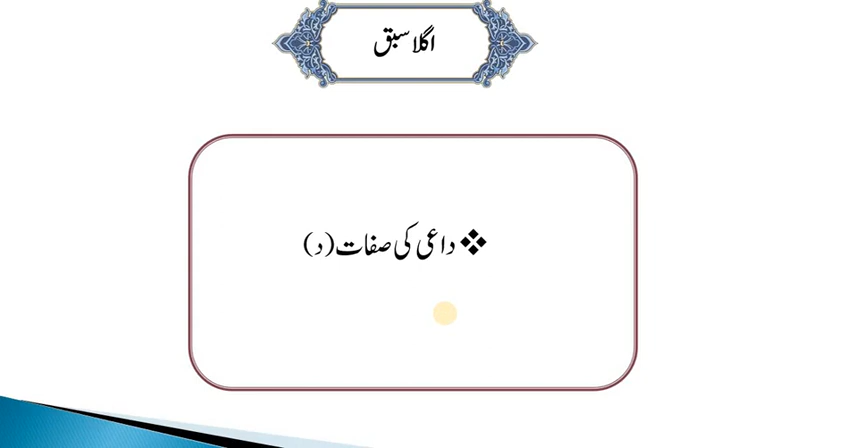 اگلا سبق
❖ داعی کی صفات (د)